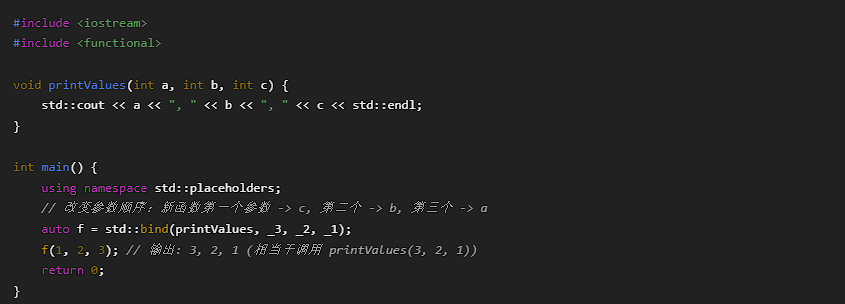 #include <iostream>
#include <functional>
void printValues(int a, int b, int c) {
std::cout << a << ", " << b << ", " << c << std::endl;
}
int main() {
using namespace std::placeholders;
// 改变参数顺序：新函数第一个参数 -> c, 第二个 -> b, 第三个 -> a
auto f = std::bind(printValues, _3, _2, _1);
f(1, 2, 3); // 输出: 3, 2, 1 (相当于调用 printValues(3, 2, 1))
return 0;
}